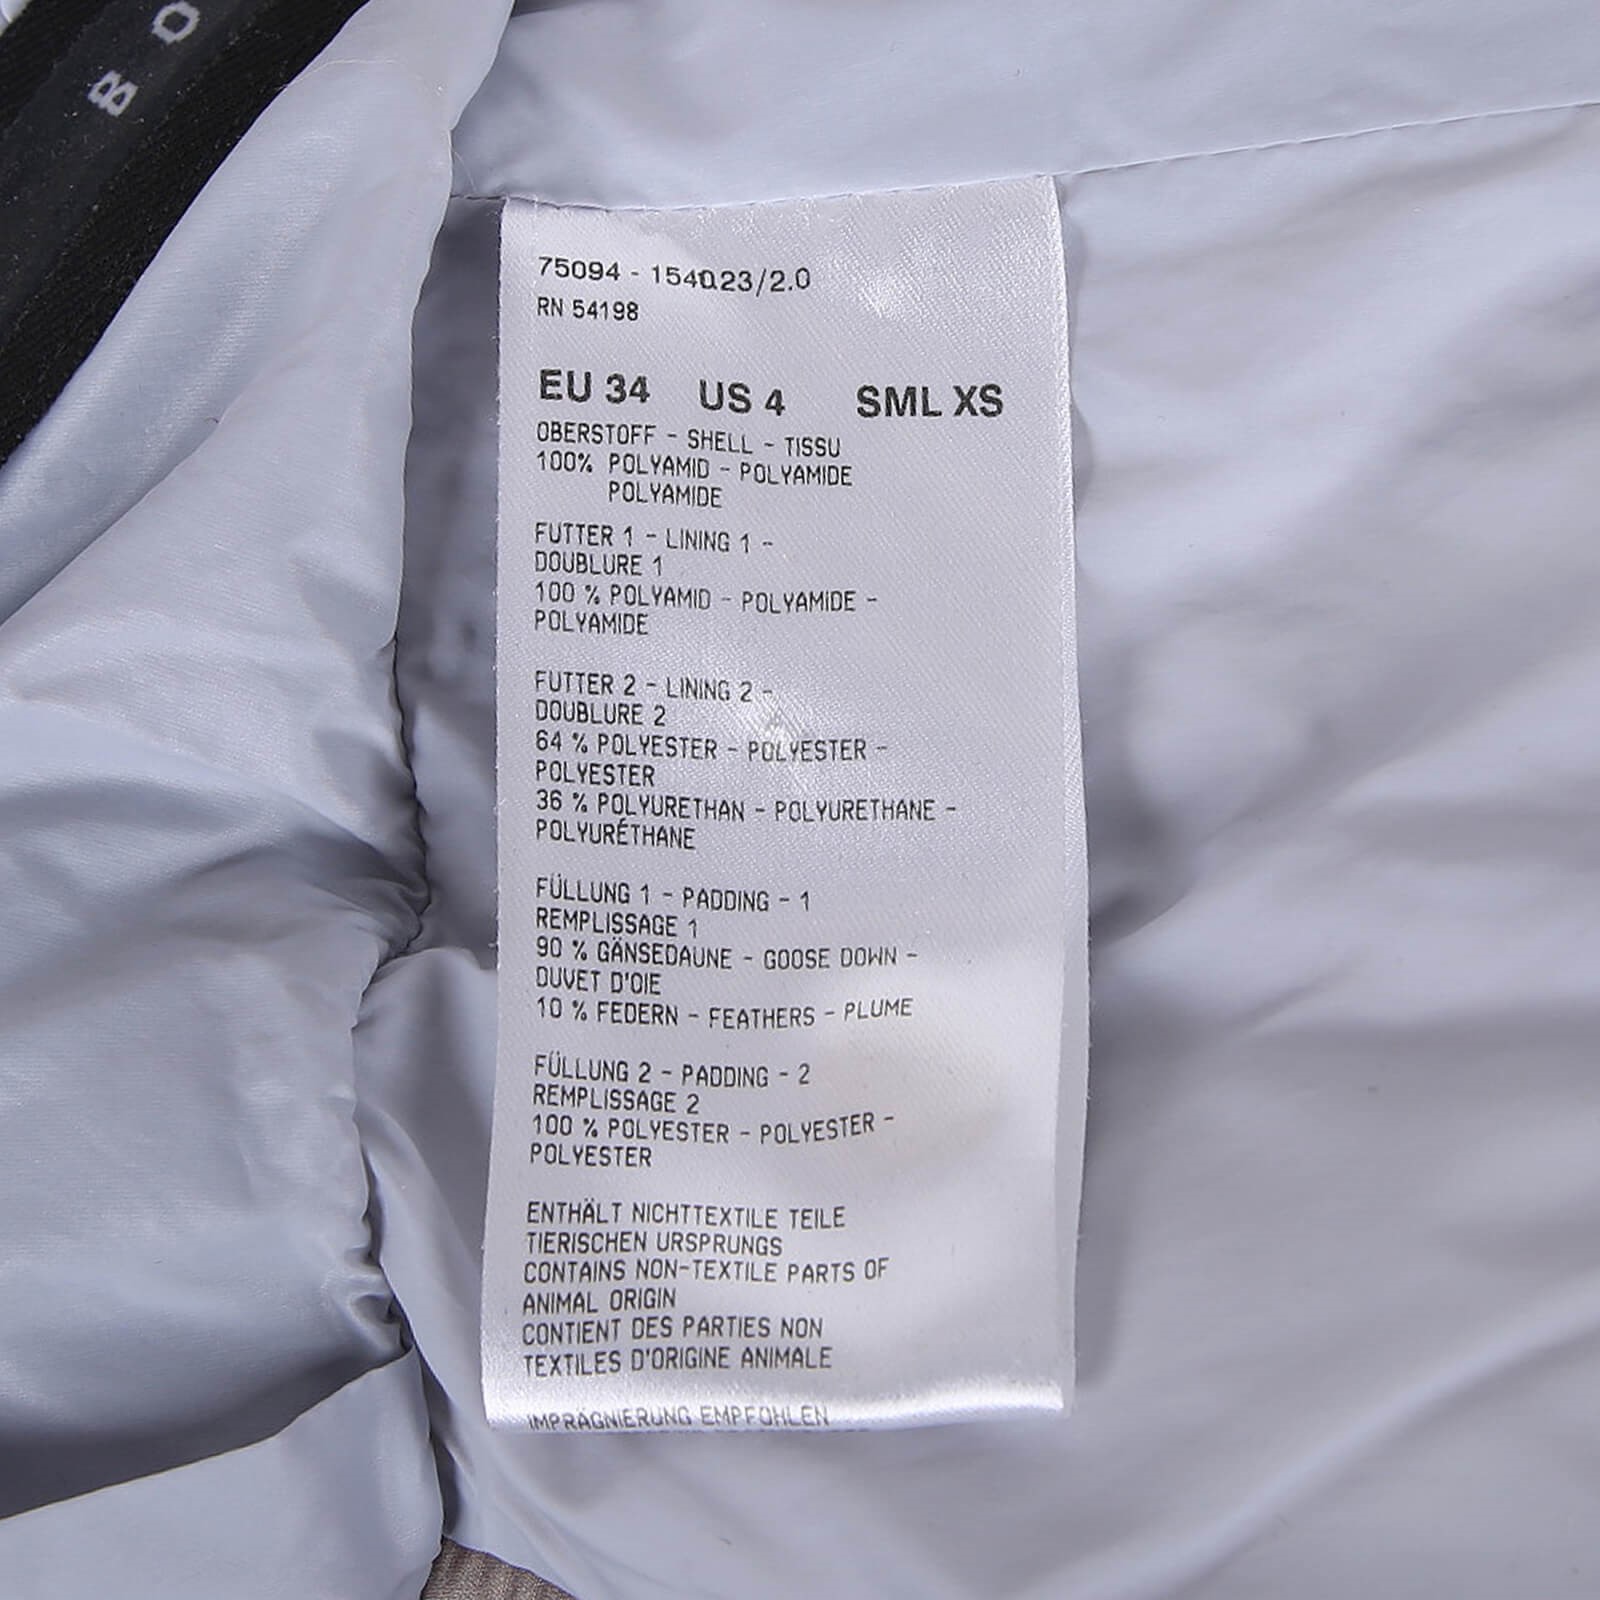 BO
75094 - 154023/2.0
RN 54198
EU 34 US 4 SML XS
OBERSTOFF - SHELL - TISSU
100% POLYAMID - POLYAMIDE
POLYAMIDE
FUTTER 1 - LINING 1 -
DOUBLURE 1
100 % POLYAMID - POLYAMIDE -
POLYAMIDE
FUTTER 2 - LINING 2 -
DOUBLURE 2
64 % POLYESTER - POLYESTER -
POLYESTER
36 % POLYURETHAN - POLYURETHANE -
POLYURÉTHANE
FÜLLUNG 1 - PADDING - 1
REMPLISSAGE 1
90 % GÄNSEDAUNE - GOOSE DOWN -
DUVET D'OIE
10 % FEDERN - FEATHERS - PLUME
FÜLLUNG 2 - PADDING - 2
REMPLISSAGE 2
100 % POLYESTER - POLYESTER -
POLYESTER
ENTHÄLT NICHTTEXTILE TEILE
TIERISCHEN URSPRUNGS
CONTAINS NON-TEXTILE PARTS OF
ANIMAL ORIGIN
CONTIENT DES PARTIES NON
TEXTILES D'ORIGINE ANIMALE
IMPRÄGNIERUNG EMPFOHLEN